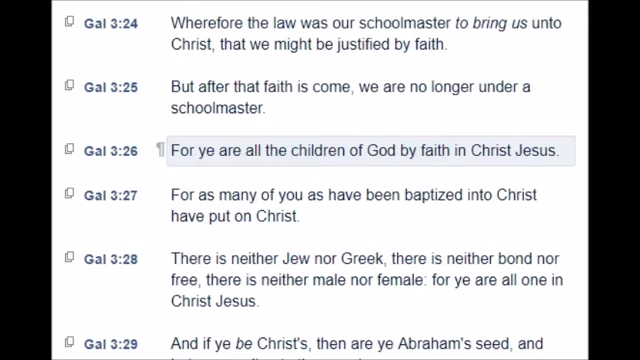 Gal 3:24 Wherefore the law was our schoolmaster to bring us unto
Christ, that we might be justified by faith.
Gal 3:25 But after that faith is come, we are no longer under a
schoolmaster.
Gal 3:26 ¶ For ye are all the children of God by faith in Christ Jesus.
Gal 3:27 For as many of you as have been baptized into Christ
have put on Christ.
Gal 3:28 There is neither Jew nor Greek, there is neither bond nor
free, there is neither male nor female: for ye are all one in
Christ Jesus.
Gal 3:29 And if ye be Christ's, then are ye Abraham's seed, and